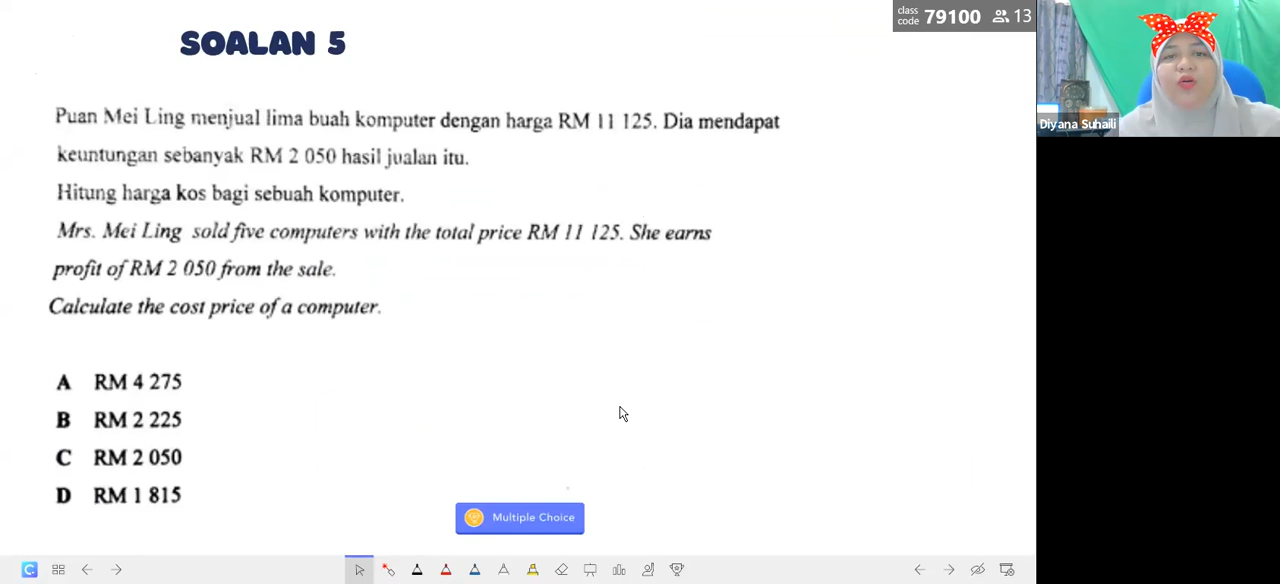 class code 79100 13
SOALAN 5
Diyana Suhaili
Puan Mei Ling menjual lima buah komputer dengan harga RM 11 125. Dia mendapat
keuntungan sebanyak RM 2 050 hasil jualan itu.
Hitung harga kos bagi sebuah komputer.
Mrs. Mei Ling sold five computers with the total price RM 11 125. She earns
profit of RM 2 050 from the sale.
Calculate the cost price of a computer.
A RM 4 275
B RM 2 225
C RM 2 050
D RM 1 815
Multiple Choice